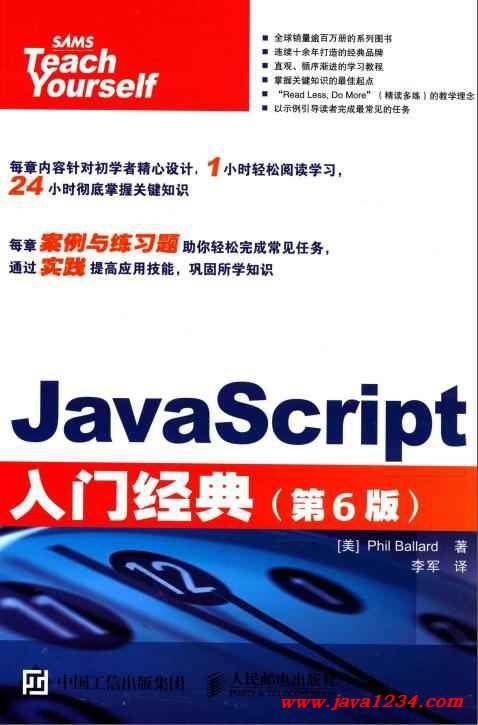 SAMS
Teach
Yourself
全球销量逾百万册的系列图书
连续十余年打造的经典品牌
直观、循序渐进的学习教程
掌握关键知识的最佳起点
“Read Less, Do More”（精读多练）的教学理念
以示例引导读者完成最常见的任务
每章内容针对初学者精心设计，1小时轻松阅读学习，
24小时彻底掌握关键知识
每章案例与练习题助你轻松完成常见任务，
通过实践提高应用技能，巩固所学知识
JavaScript
入门经典（第6版）
[美] Phil Ballard 著
李军 译
11
12
中国工信出版集团 人民邮电出版社
www.java1234.com